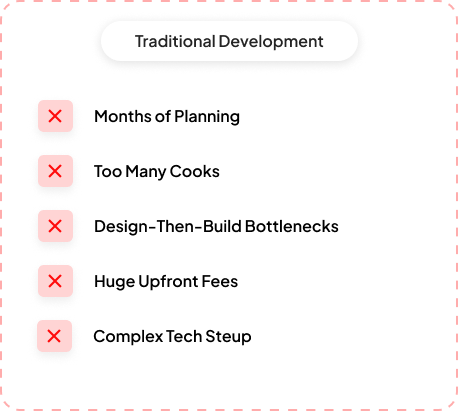 Traditional Development
Months of Planning
Too Many Cooks
Design-Then-Build Bottlenecks
Huge Upfront Fees
Complex Tech Steup